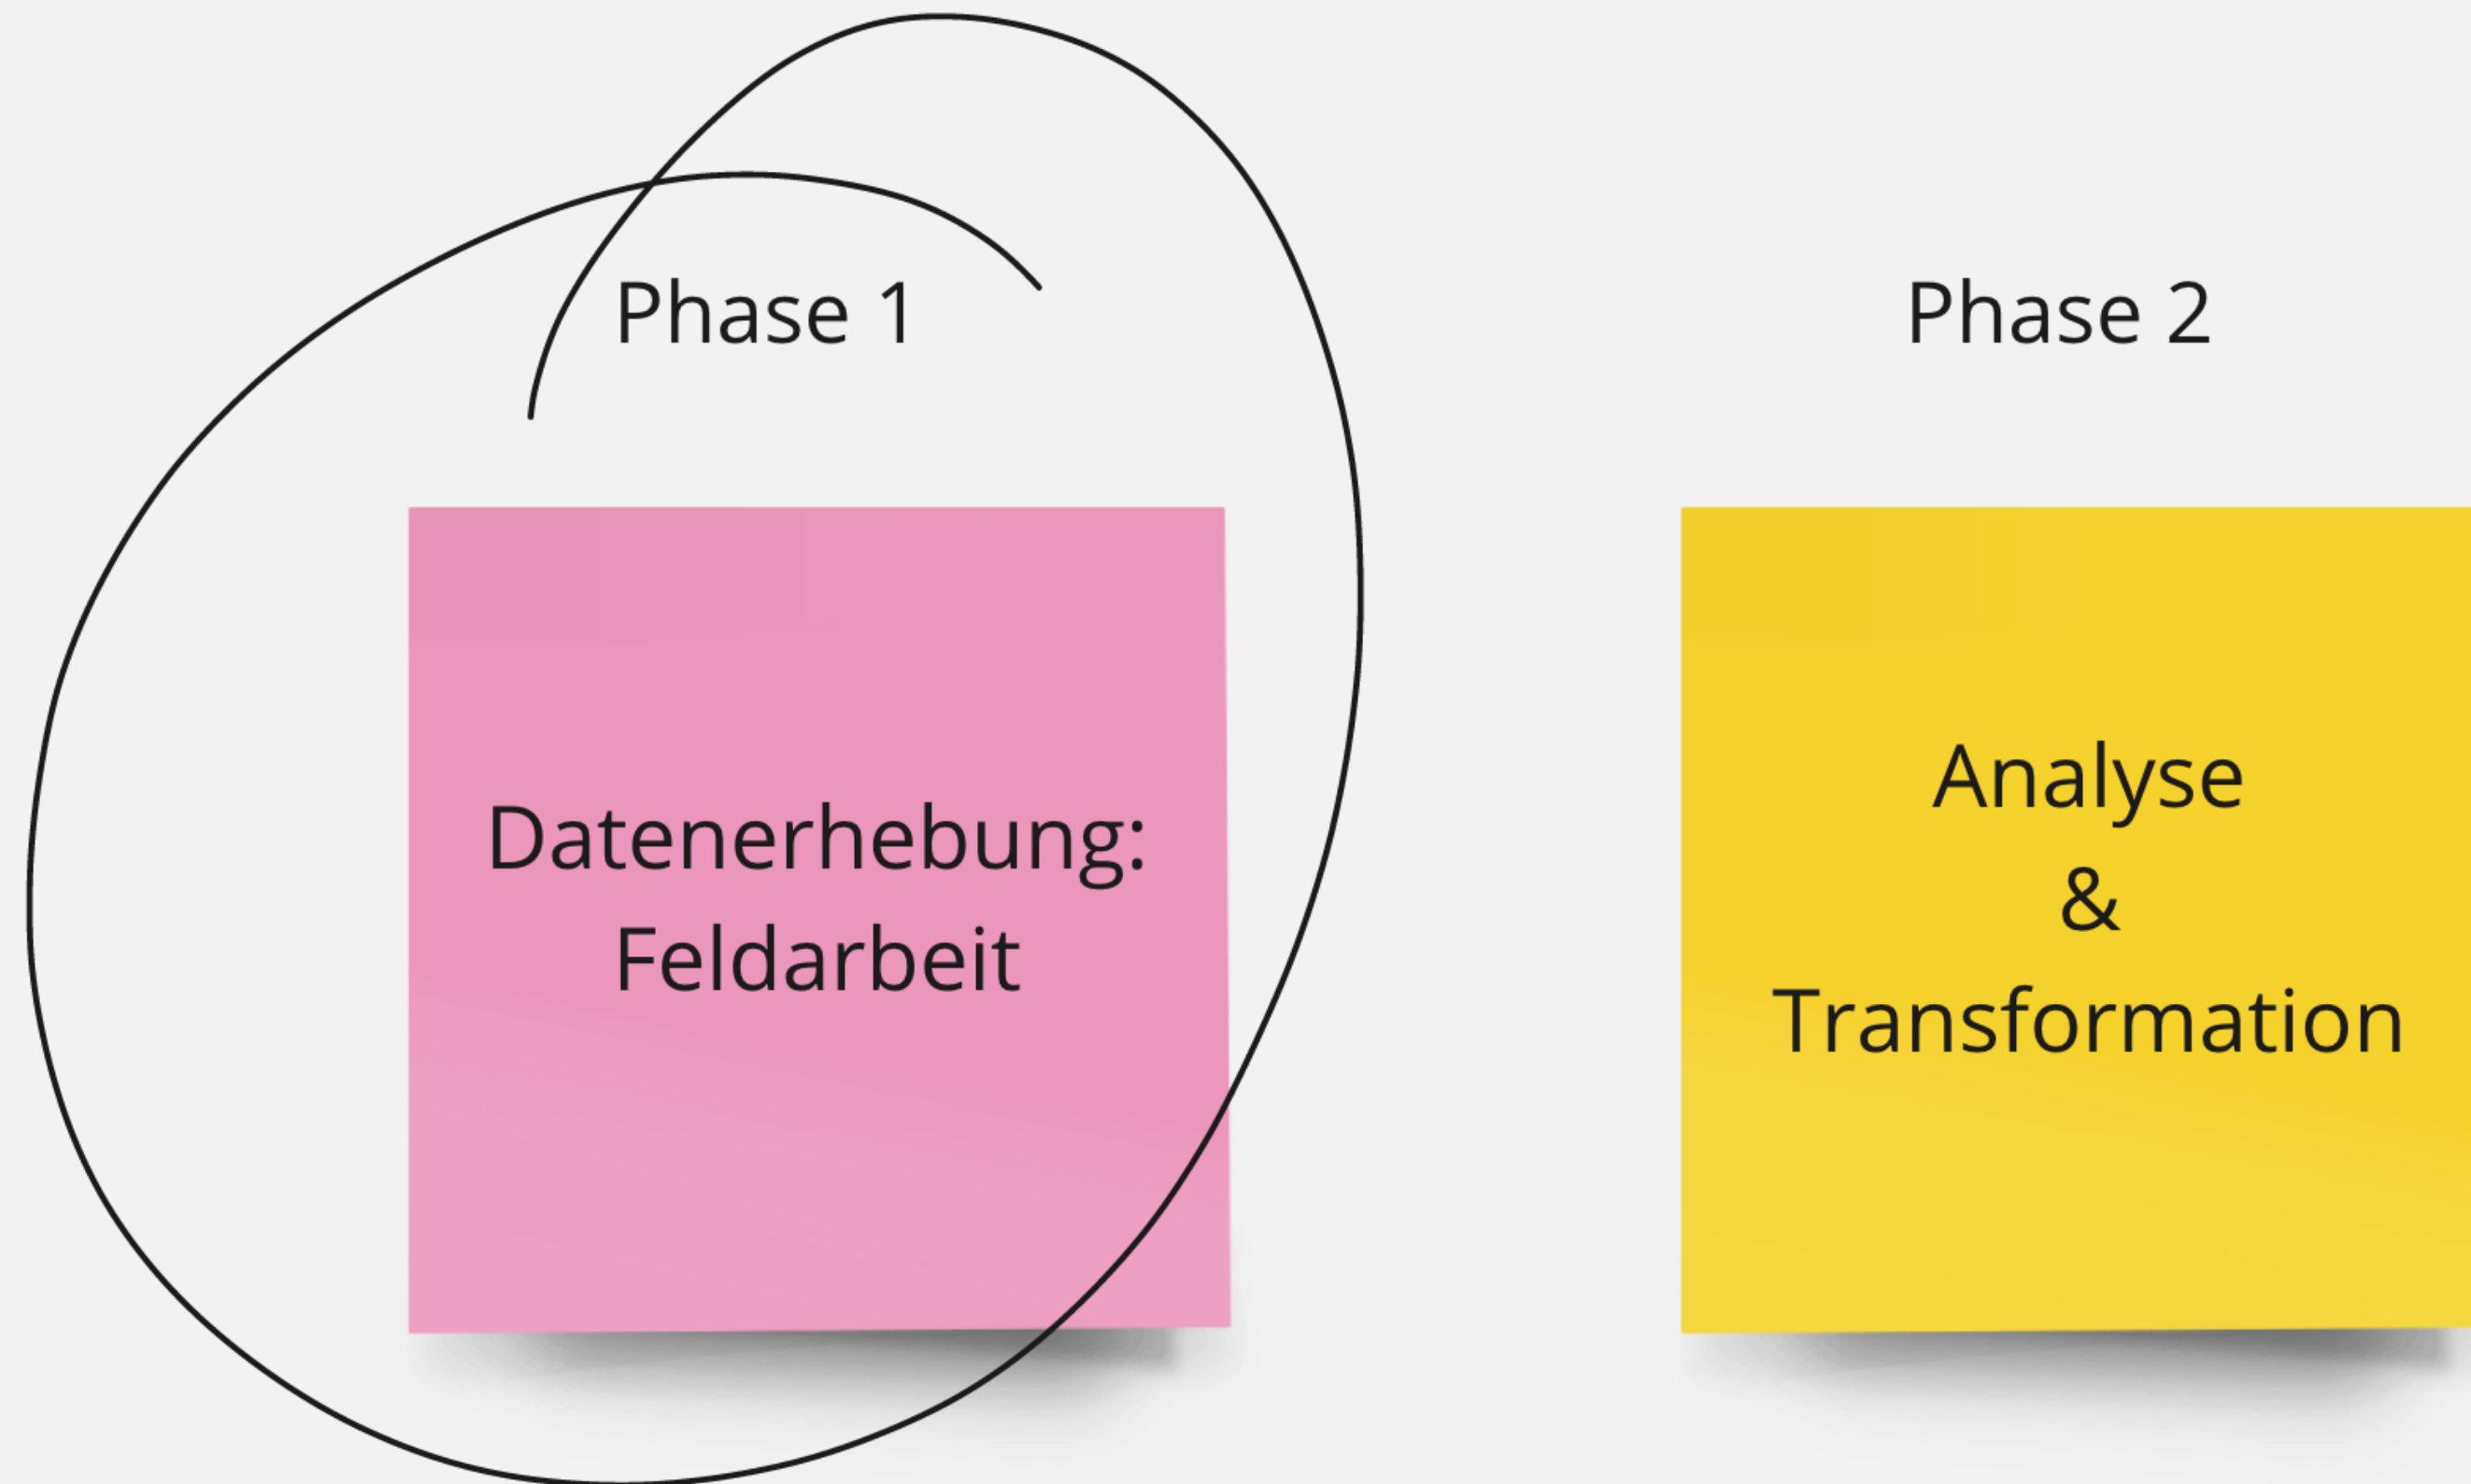 Phase 1
Datenerhebung:
Feldarbeit
Phase 2
Analyse
&
Transformation